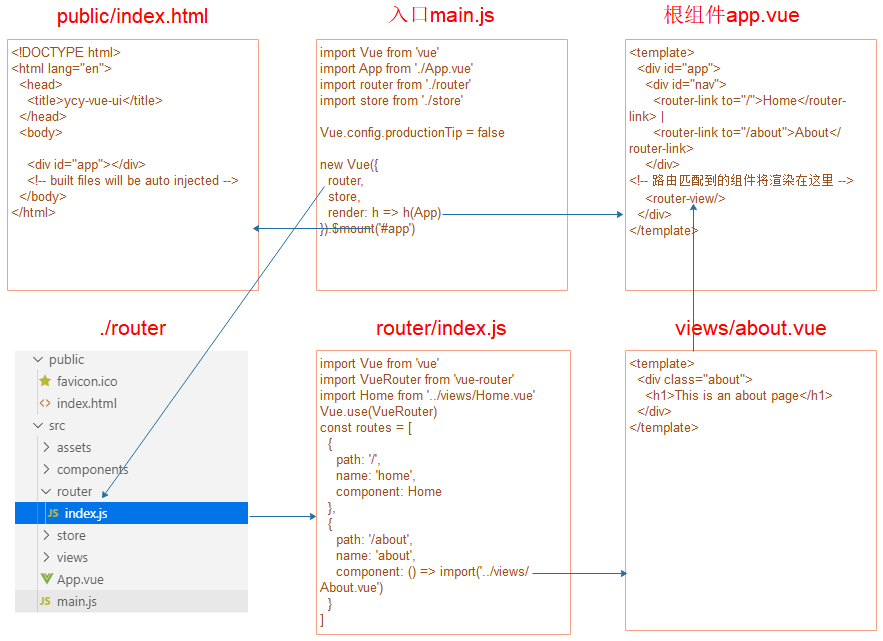 public/index.html
<!DOCTYPE html>
<html lang="en">
<head>
<title>ycy-vue-ui</title>
</head>
<body>
<div id="app"></div>
<!-- built files will be auto injected -->
</body>
</html>
入口main.js
import Vue from 'vue'
import App from './App.vue'
import router from './router'
import store from './store'
Vue.config.productionTip = false
new Vue({
router,
store,
render: h => h(App)
}).$mount('#app')
根组件app.vue
<template>
<div id="app">
<div id="nav">
<router-link to="/">Home</router-
link> |
<router-link to="/about">About</
router-link>
</div>
<!-- 路由匹配到的组件将渲染在这里 -->
<router-view/>
</div>
</template>
./router
public
favicon.ico
index.html
src
assets
components
router
JS index.js
store
views
App.vue
JS main.js
router/index.js
import Vue from 'vue'
import VueRouter from 'vue-router'
import Home from '../views/Home.vue'
Vue.use(VueRouter)
const routes = [
{
path: '/',
name: 'home',
component: Home
},
{
path: '/about',
name: 'about',
component: () => import('../views/
About.vue')
}
]
views/about.vue
<template>
<div class="about">
<h1>This is an about page</h1>
</div>
</template>